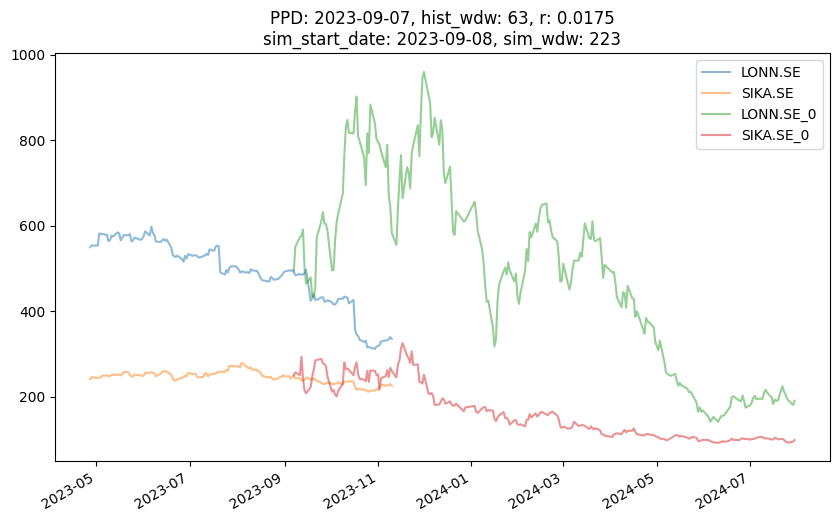 PPD: 2023-09-07, hist_wdw: 63, r: 0.0175
sim_start_date: 2023-09-08, sim_wdw: 223
LONN.SE
SIKA.SE
LONN.SE_0
SIKA.SE_0
1000
800
600
400
200
2023-05
2023-07
2023-09
2023-11
2024-01
2024-03
2024-05
2024-07